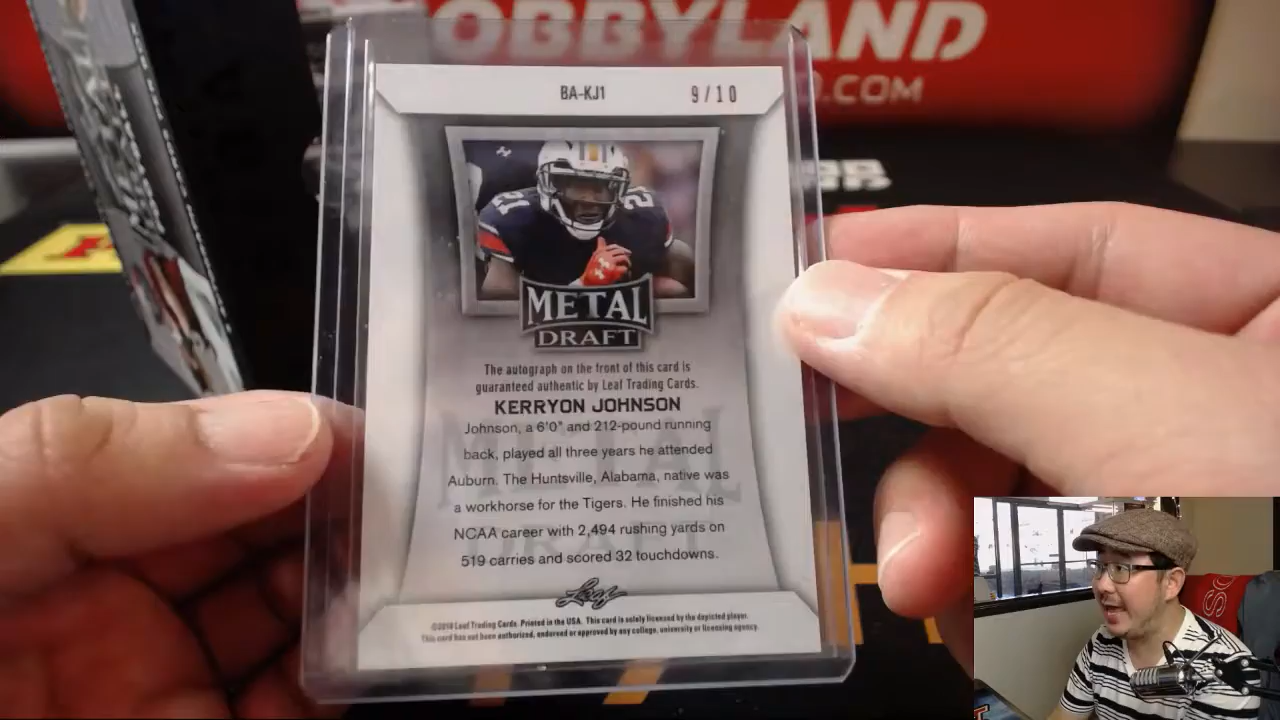 OBBYLAND
.COM
BA-KJ1
9/10
21
METAL
DRAFT
The autograph on the front of this card is
guaranteed authentic by Leaf Trading Cards.
KERRYON JOHNSON
Johnson, a 6'0" and 212-pound running
back, played all three years he attended
Auburn. The Huntsville, Alabama, native was
a workhorse for the Tigers. He finished his
NCAA career with 2,494 rushing yards on
519 carries and scored 32 touchdowns.
Leaf
©2018 Leaf Trading Cards. Printed in the USA. This card is solely licensed by the depicted player.
This card has not been authorized, endorsed or approved by any college, university or licensing agency.